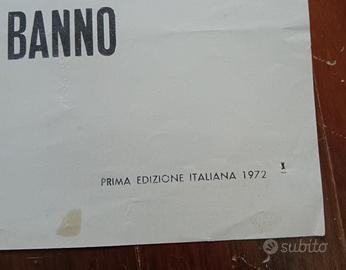 BANNO
PRIMA EDIZIONE ITALIANA 1972
subito